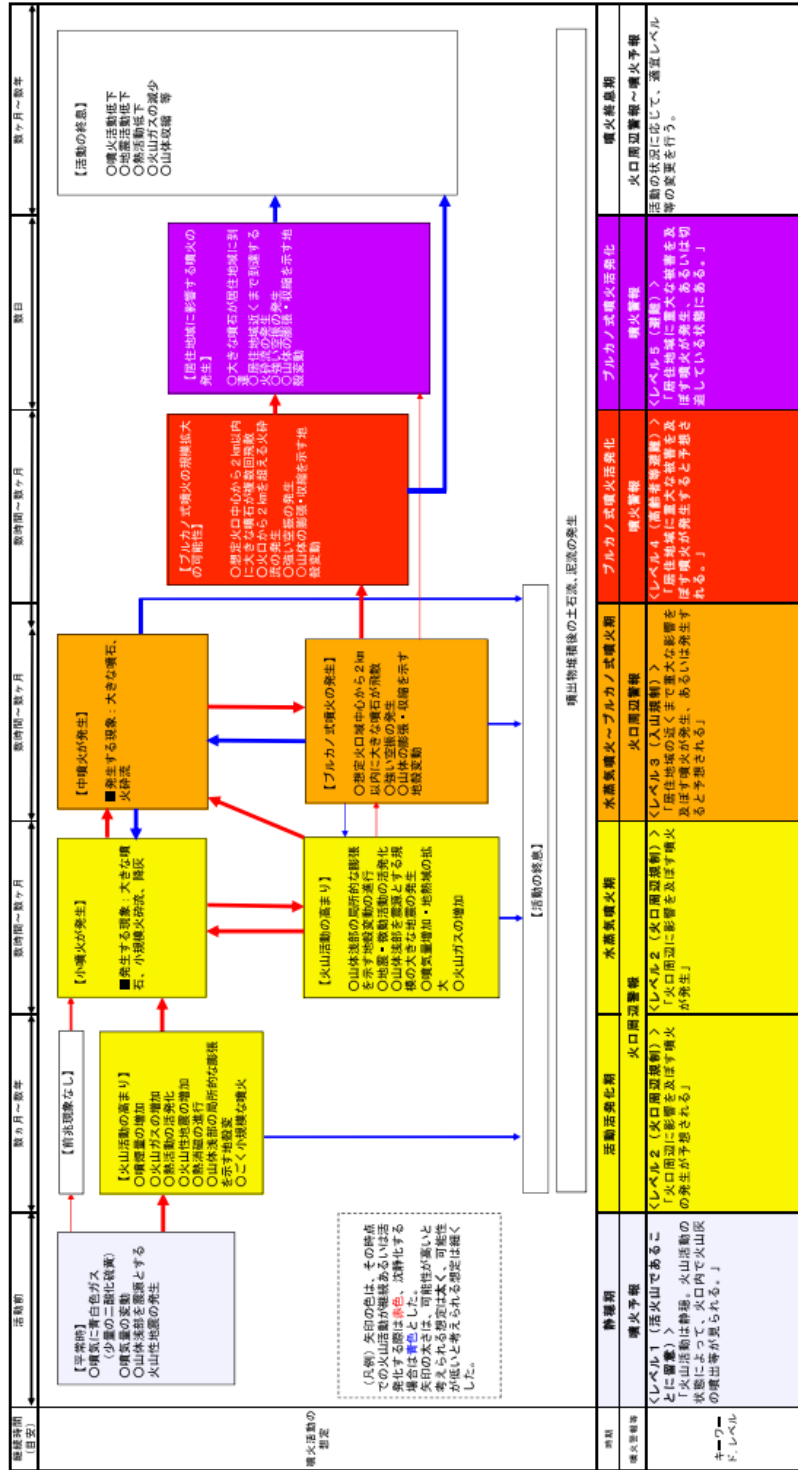 継続時間
(目安)
活動前
数ヵ月～数年
数時間～数ヶ月
数時間～数ヶ月
数時間～数ヶ月
数日
数ヶ月～数年
噴火活動の
想定
【平常時】
○噴気に青白色ガス
(少量の二酸化硫黄)
○噴気量の変動
○山体浅部を震源とする
火山性地震の発生
(凡例) 矢印の色は、その時点
での火山活動が継続あるいは活
発化する際は赤色、沈静化する
場合は青色とした。
矢印の太さは、可能性が高いと
考えられる想定は太く、可能性
が低いと考えられる想定は細く
した。
【前兆現象なし】
【火山活動の高まり】
○噴煙量の増加
○火山ガスの増加
○熱活動の活発化
○火山性地震の増加
○熱消磁の進行
○山体浅部の局所的な膨張
を示す地殻変
○ごく小規模な噴火
【小噴火が発生】
■発生する現象：大きな噴
石、小規模火砕流、降灰
【火山活動の高まり】
○山体浅部の局所的な膨張
を示す地殻変動の進行
○地震・微動活動の活発化
○山体浅部を震源とする規
模の大きな地震の発生
○噴気量増加・地熱域の拡
大
○火山ガスの増加
【中噴火が発生】
■発生する現象：大きな噴石、
火砕流
【ブルカノ式噴火の発生】
○想定火口域中心から２km
以内に大きな噴石が飛散
○強い空振の発生
○山体の膨張・収縮を示す
地殻変動
【ブルカノ式噴火の規模拡大
の可能性】
○想定火口中心から２km以内
に大きな噴石が複数回飛散
○火口から２kmを超える火砕
流の発生
○強い空振の発生
○山体の膨張・収縮を示す地
殻変動
【居住地域に影響する噴火の
発生】
○大きな噴石が居住地域に到
達
○居住地域近くまで到達する
火砕流の発生
○強い空振の発生
○山体の膨張・収縮を示す地
殻変動
【活動の終息】
○噴火活動低下
○地震活動低下
○熱活動低下
○火山ガスの減少
○山体収縮　等
【活動の終息】
噴出物堆積後の土石流、泥流の発生
時期
静穏期
活動活発化期
水蒸気噴火期
水蒸気噴火～ブルカノ式噴火期
ブルカノ式噴火活発化
ブルカノ式噴火活発化
噴火終息期
噴火警報等
噴火予報
火口周辺警報
火口周辺警報
噴火警報
噴火警報
火口周辺警報～噴火予報
キーワー
ド、レベル
<レベル１（活火山であるこ
とに留意）>
「火山活動は静穏。火山活動の
状態によって、火口内で火山灰
の噴出等が見られる。」
<レベル２（火口周辺規制）>
「火口周辺に影響を及ぼす噴火
の発生が予想される」
<レベル２（火口周辺規制）>
「火口周辺に影響を及ぼす噴火
が発生」
<レベル３（入山規制）>
「居住地域の近くまで重大な影響を
及ぼす噴火が発生、あるいは発生す
ると予想される」
<レベル４（高齢者等避難）>
「居住地域に重大な被害を及
ぼす噴火が発生すると予想さ
れる。」
<レベル５（避難）>
「居住地域に重大な被害を及
ぼす噴火が発生、あるいは切
迫している状態にある。」
活動の状況に応じて、適宜レベル
等の変更を行う。